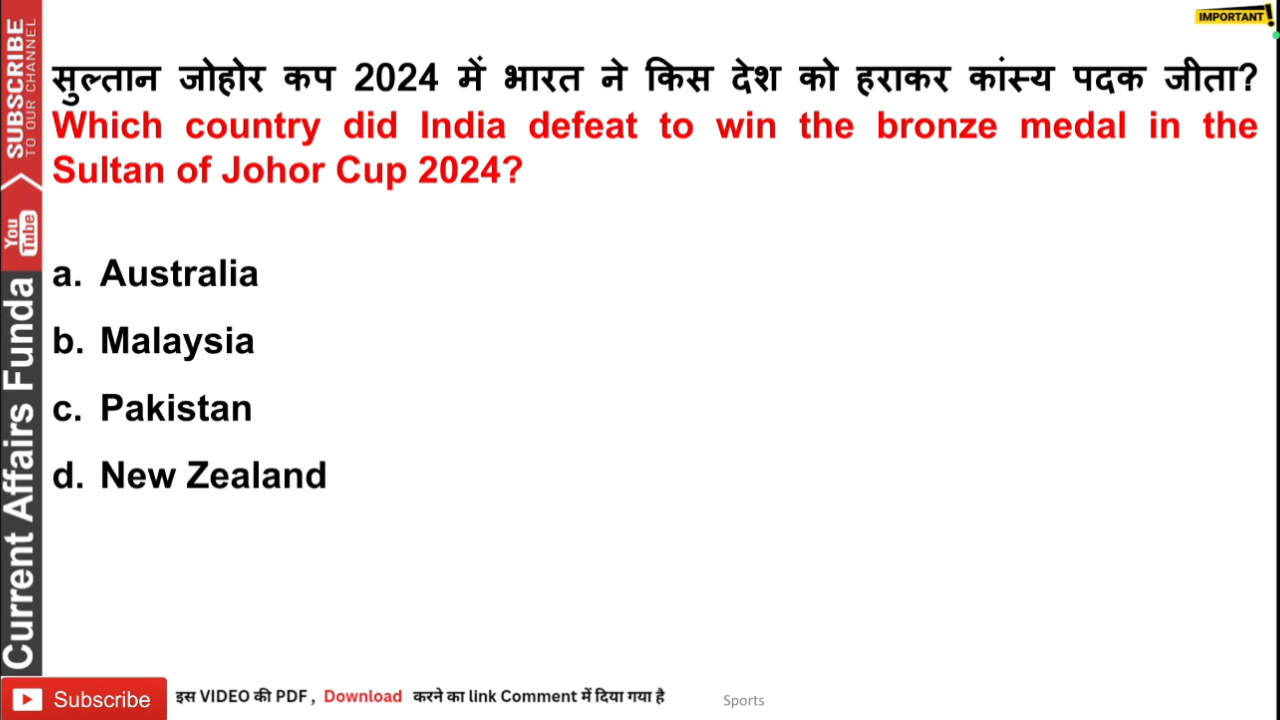 IMPORTANT!
सुल्तान जोहोर कप 2024 में भारत ने किस देश को हराकर कांस्य पदक जीता?
Which country did India defeat to win the bronze medal in the
Sultan of Johor Cup 2024?
a. Australia
b. Malaysia
c. Pakistan
d. New Zealand
SUBSCRIBE
TO OUR CHANNEL
You
Tube
Current Affairs Funda
Subscribe
इस VIDEO की PDF , Download करने का link Comment में दिया गया है
Sports